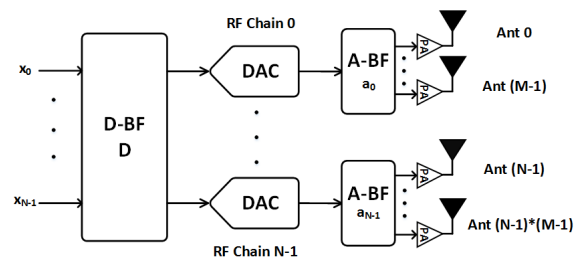 RF Chain 0
x0
D-BF
D
DAC
A-BF
a0
PA
Ant 0
PA
Ant (M-1)
xN-1
DAC
A-BF
aN-1
PA
Ant (N-1)
PA
Ant (N-1)*(M-1)
RF Chain N-1